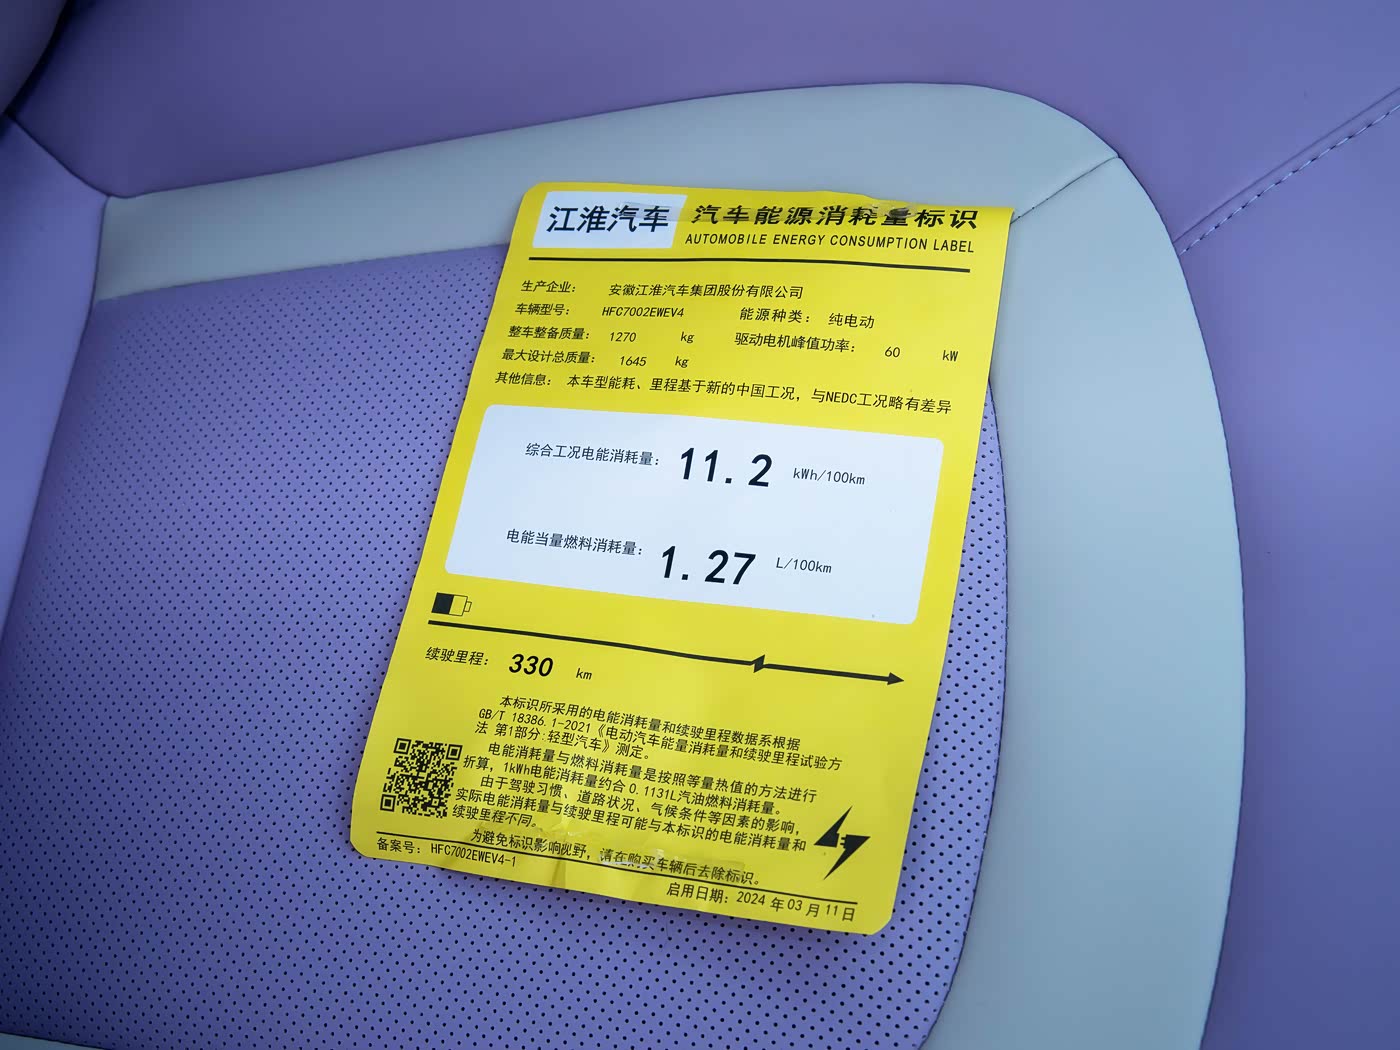 江淮汽车
汽车能源消耗量标识
AUTOMOBILE ENERGY CONSUMPTION LABEL
生产企业： 安徽江淮汽车集团股份有限公司
车辆型号： HFC7002EWEV4 能源种类： 纯电动
整车整备质量： 1270 kg 驱动电机峰值功率： 60 kW
最大设计总质量： 1645 kg
其他信息： 本车型能耗、里程基于新的中国工况，与NEDC工况略有差异
综合工况电能消耗量： 11.2 kWh/100km
电能当量燃料消耗量： 1.27 L/100km
续驶里程： 330 km
本标识所采用的电能消耗量和续驶里程数据系根据
GB/T 18386.1-2021《电动汽车能量消耗量和续驶里程试验方
法 第1部分:轻型汽车》测定。
电能消耗量与燃料消耗量是按照等量热值的方法进行
折算，1kWh电能消耗量约合 0.1131L汽油燃料消耗量。
由于驾驶习惯、道路状况、气候条件等因素的影响，
实际电能消耗量与续驶里程可能与本标识的电能消耗量和
续驶里程不同。
为避免标识影响视野，请在购买车辆后去除标识。
备案号： HFC7002EWEV4-1
启用日期： 2024 年 03 月 11 日